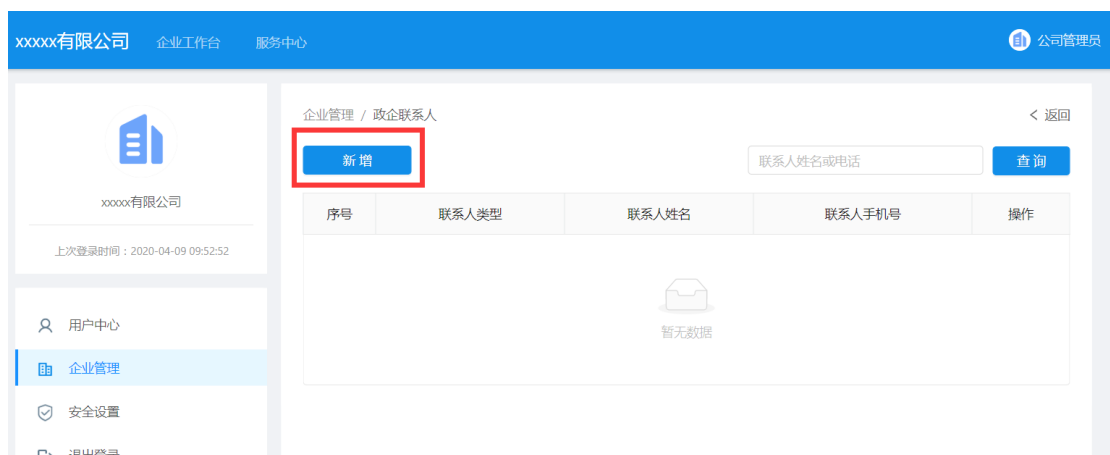 xxxxx有限公司 企业工作台 服务中心 公司管理员
xxxxx有限公司
上次登录时间：2020-04-09 09:52:52
用户中心
企业管理
安全设置
退出登录
企业管理 / 政企联系人 < 返回
新增 联系人姓名或电话 查询
序号 联系人类型 联系人姓名 联系人手机号 操作
暂无数据